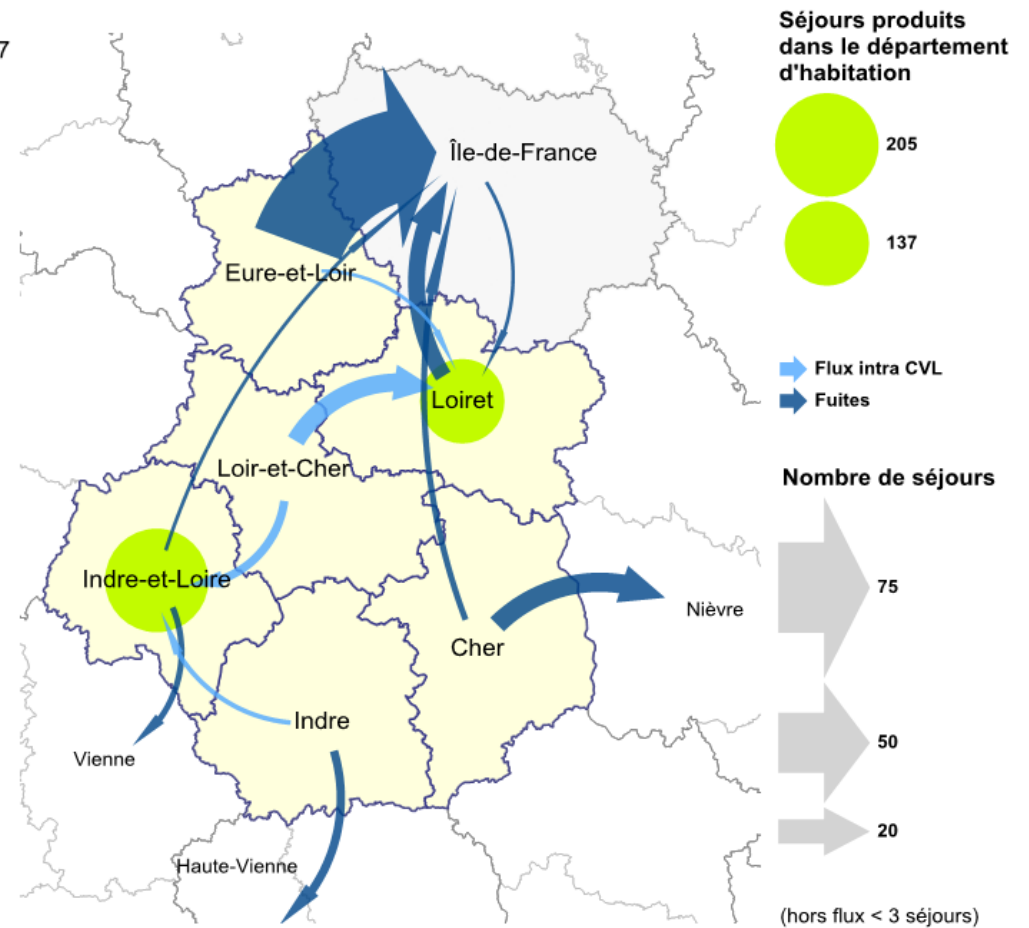 7
Séjours produits
dans le département
d'habitation
205
137
Flux intra CVL
Fuites
Nombre de séjours
75
50
20
(hors flux < 3 séjours)
Île-de-France
Eure-et-Loir
Loiret
Loir-et-Cher
Indre-et-Loire
Nièvre
Cher
Indre
Vienne
Haute-Vienne